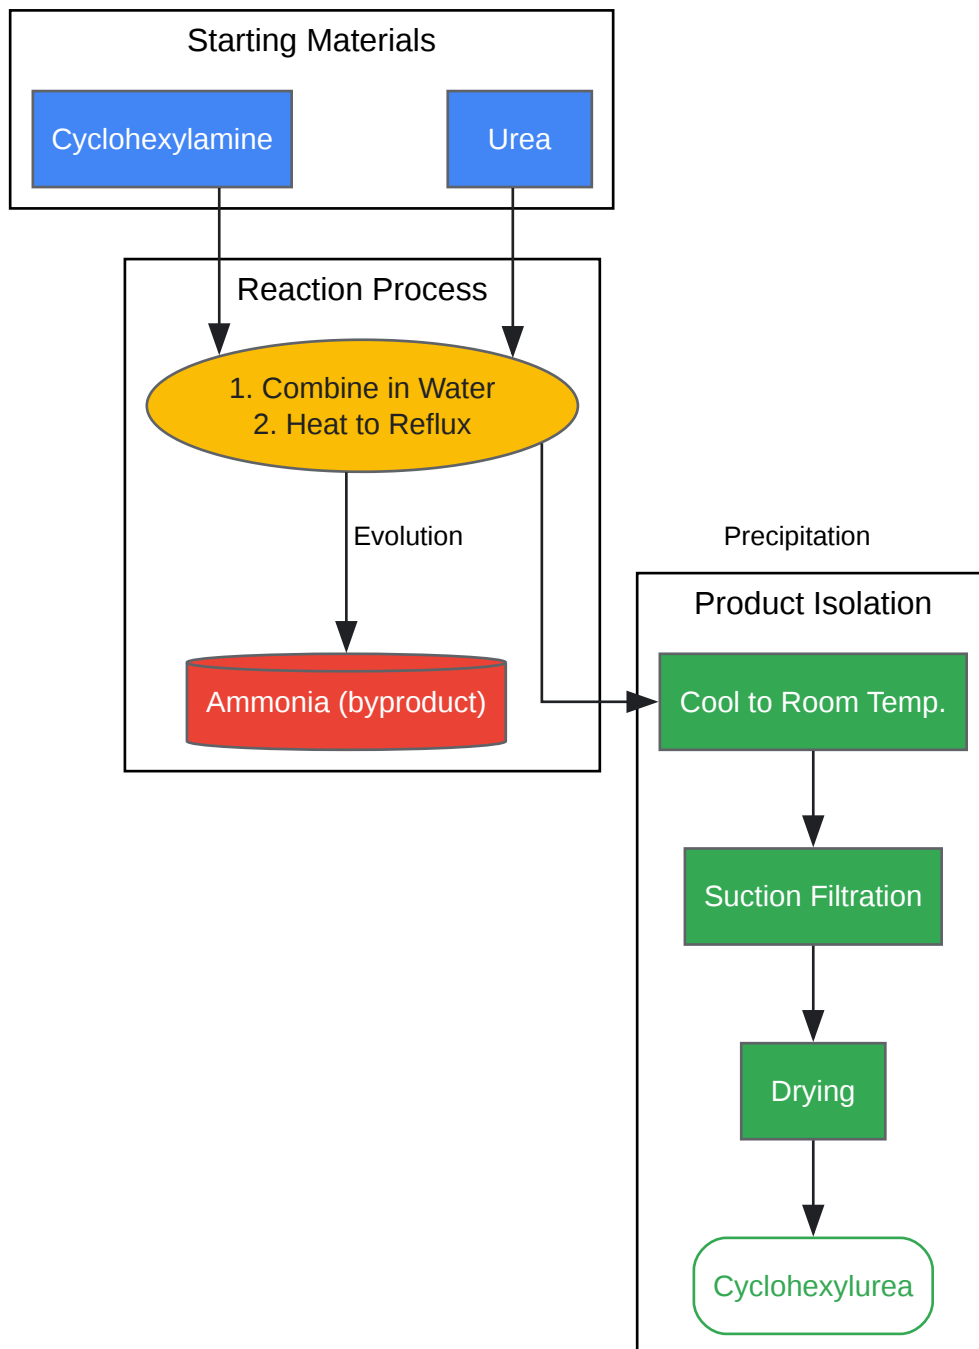 Starting Materials
Cyclohexylamine
Urea
Reaction Process
1. Combine in Water
2. Heat to Reflux
Evolution
Precipitation
Product Isolation
Ammonia (byproduct)
Cool to Room Temp.
Suction Filtration
Drying
Cyclohexylurea